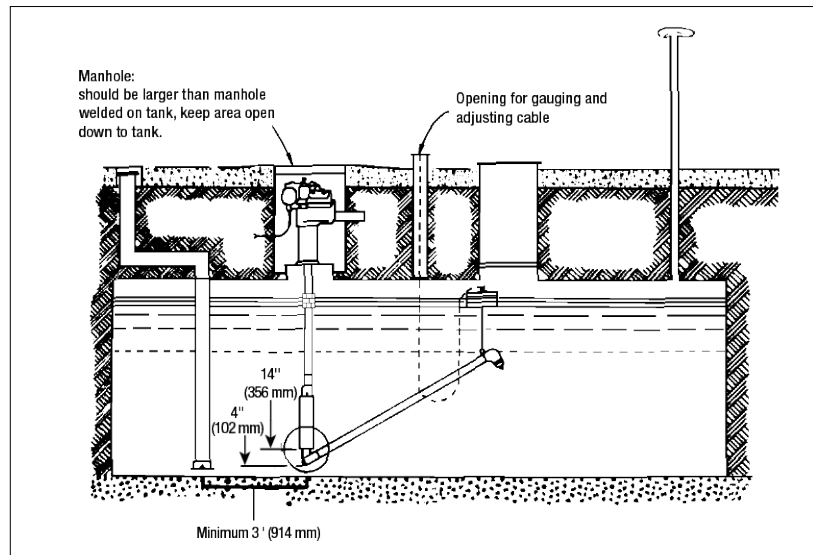 Manhole:
should be larger than manhole
welded on tank, keep area open
down to tank.
Opening for gauging and
adjusting cable
14"
(356 mm)
4"
(102 mm)
Minimum 3' (914 mm)